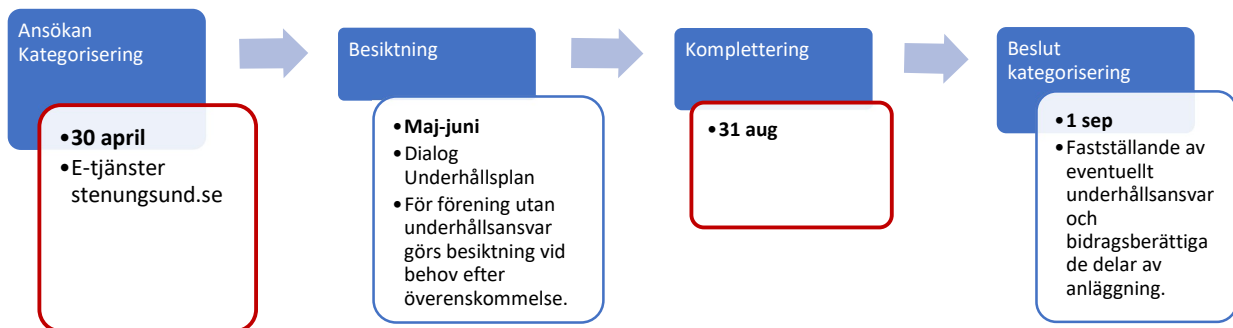 Ansökan
Kategorisering
•30 april
•E-tjänster
stenungsund.se
Besiktning
•Maj-juni
•Dialog
Underhållsplan
•För förening utan
underhållsansvar
görs besiktning vid
behov efter
överenskommelse.
Komplettering
•31 aug
Beslut
kategorisering
•1 sep
•Fastställande av
eventuellt
underhållsansvar
och
bidragsberättiga
de delar av
anläggning.